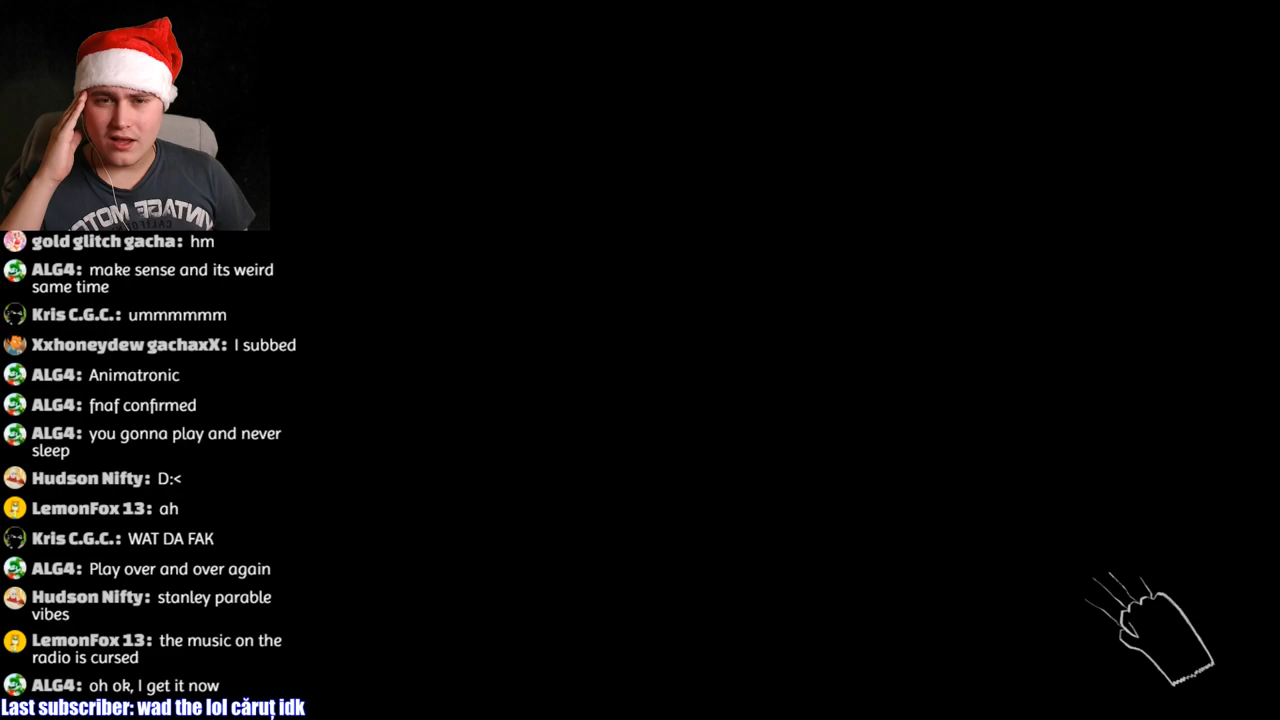 VINTAGE MOTO
CALIFO
gold glitch gacha: hm
ALG4: make sense and its weird
same time
Kris C.G.C.: ummmmmm
Xxhoneydew gachaxX: I subbed
ALG4: Animatronic
ALG4: fnaf confirmed
ALG4: you gonna play and never
sleep
Hudson Nifty: D:<
LemonFox 13: ah
Kris C.G.C.: WAT DA FAK
ALG4: Play over and over again
Hudson Nifty: stanley parable
vibes
LemonFox 13: the music on the
radio is cursed
ALG4: oh ok, I get it now
Last subscriber: wad the lol căruț idk